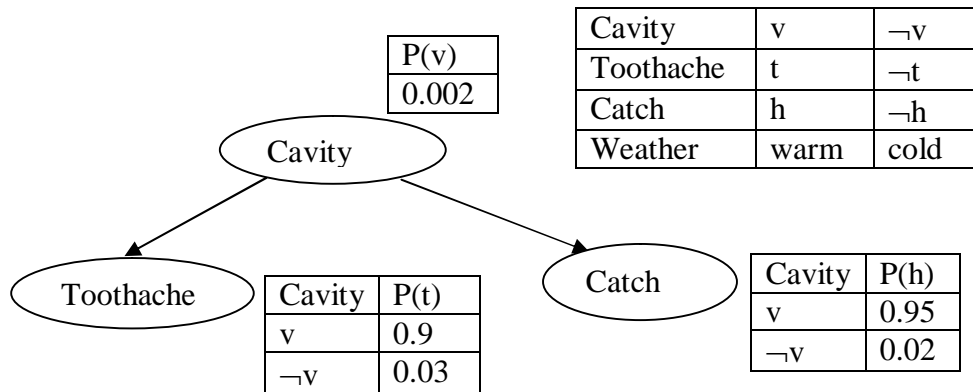 P(v)
0.002
Cavity v ¬v
Toothache t ¬t
Catch h ¬h
Weather warm cold
Cavity
Toothache
Cavity P(t)
v 0.9
¬v 0.03
Catch
Cavity P(h)
v 0.95
¬v 0.02